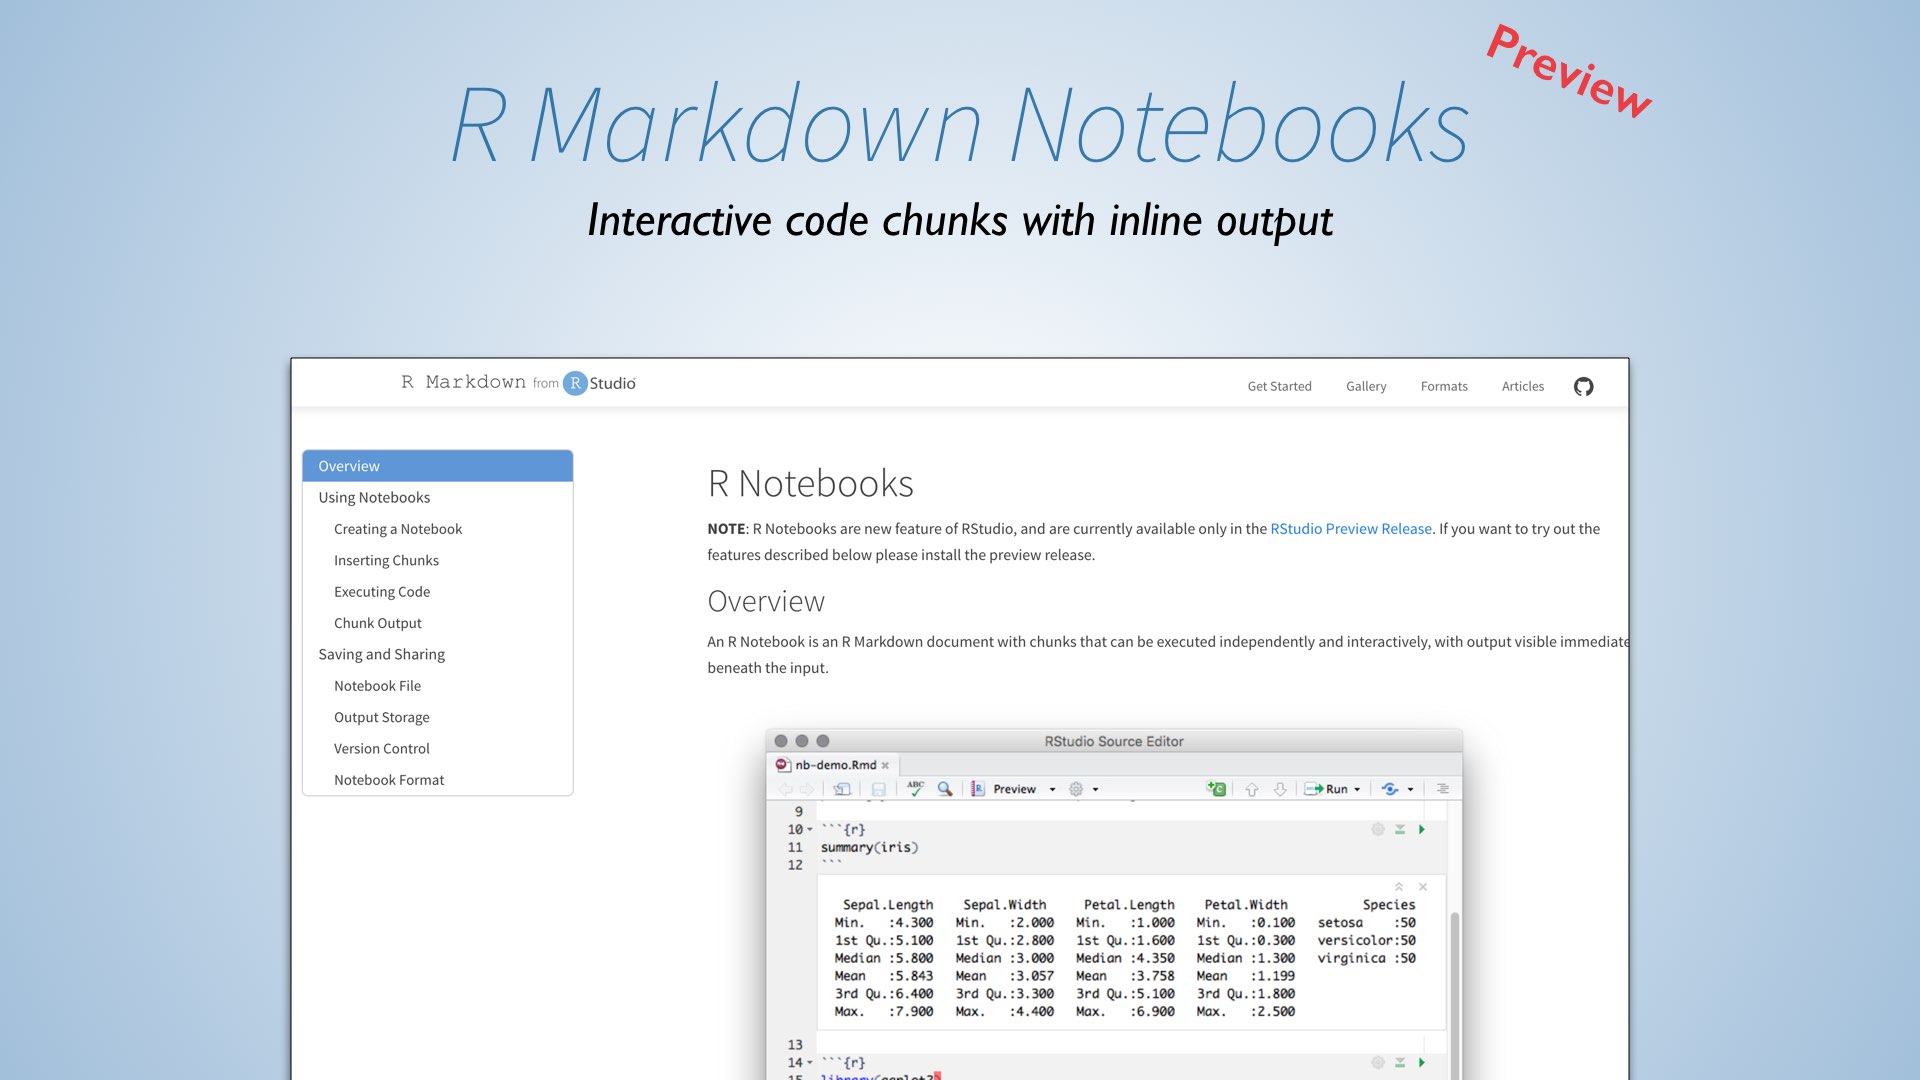 Preview
R Markdown Notebooks
Interactive code chunks with inline output
R Markdown from R Studio
Get Started Gallery Formats Articles
Overview
Using Notebooks
Creating a Notebook
Inserting Chunks
Executing Code
Chunk Output
Saving and Sharing
Notebook File
Output Storage
Version Control
Notebook Format
R Notebooks
NOTE: R Notebooks are new feature of RStudio, and are currently available only in the RStudio Preview Release. If you want to try out the
features described below please install the preview release.
Overview
An R Notebook is an R Markdown document with chunks that can be executed independently and interactively, with output visible immediate
beneath the input.
RStudio Source Editor
nb-demo.Rmd
ABC Preview Run
9
10 ```{r}
11 summary(iris)
12 ```
Sepal.Length Sepal.Width Petal.Length Petal.Width Species
Min. :4.300 Min. :2.000 Min. :1.000 Min. :0.100 setosa :50
1st Qu.:5.100 1st Qu.:2.800 1st Qu.:1.600 1st Qu.:0.300 versicolor:50
Median :5.800 Median :3.000 Median :4.350 Median :1.300 virginica :50
Mean :5.843 Mean :3.057 Mean :3.758 Mean :1.199
3rd Qu.:6.400 3rd Qu.:3.300 3rd Qu.:5.100 3rd Qu.:1.800
Max. :7.900 Max. :4.400 Max. :6.900 Max. :2.500
13
14 ```{r}
15 library(ggplot2